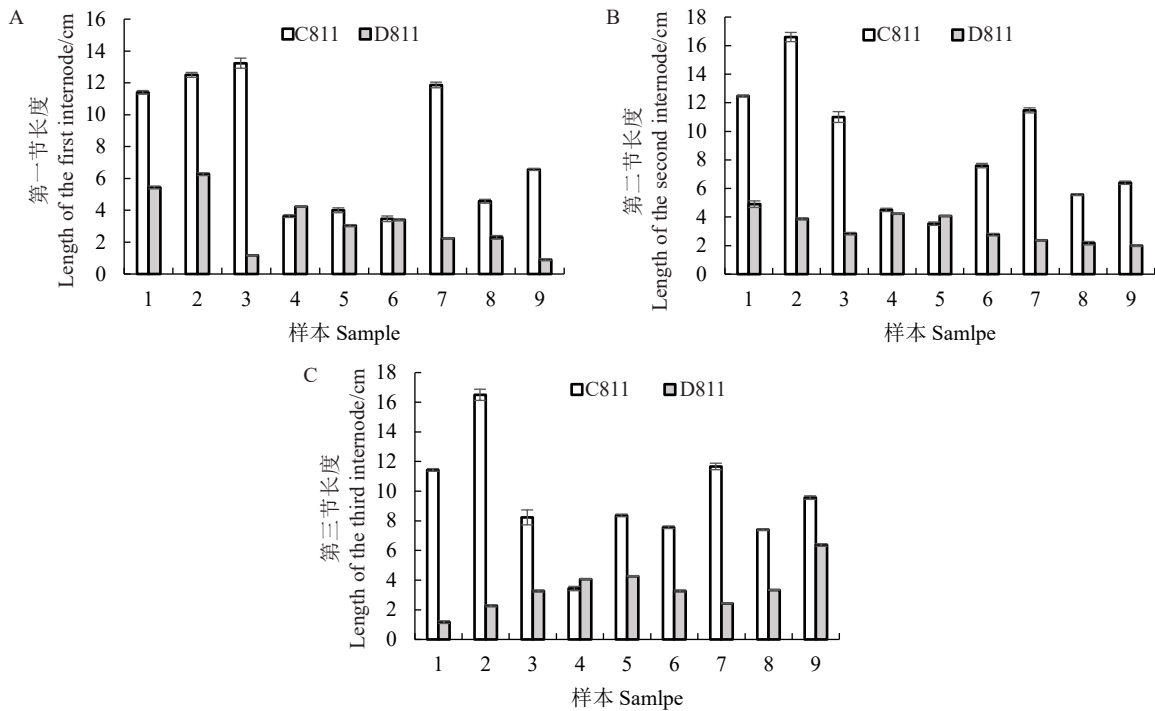 A
C811 D811
16
14
12
10
8
6
4
2
0
第一节长度
Length of the first internode/cm
1 2 3 4 5 6 7 8 9
样本 Sample
B
C811 D811
18
16
14
12
10
8
6
4
2
0
第二节长度
Length of the second internode/cm
1 2 3 4 5 6 7 8 9
样本 Samlpe
C
C811 D811
18
16
14
12
10
8
6
4
2
0
第三节长度
Length of the third internode/cm
1 2 3 4 5 6 7 8 9
样本 Samlpe